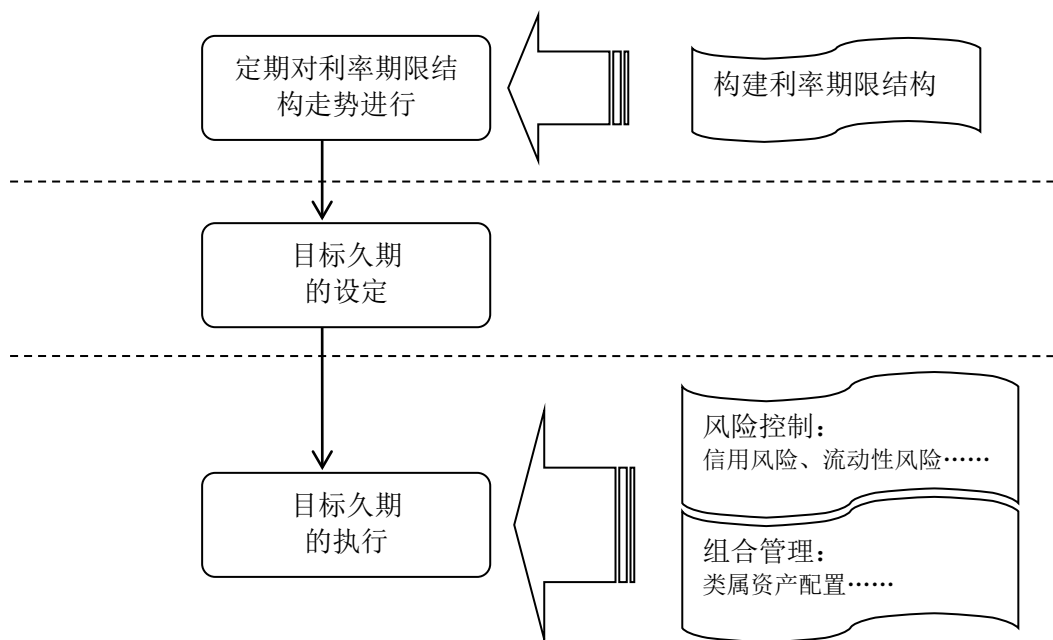 定期对利率期限结
构走势进行
构建利率期限结构
目标久期
的设定
风险控制：
信用风险、流动性风险……
目标久期
的执行
组合管理：
类属资产配置……